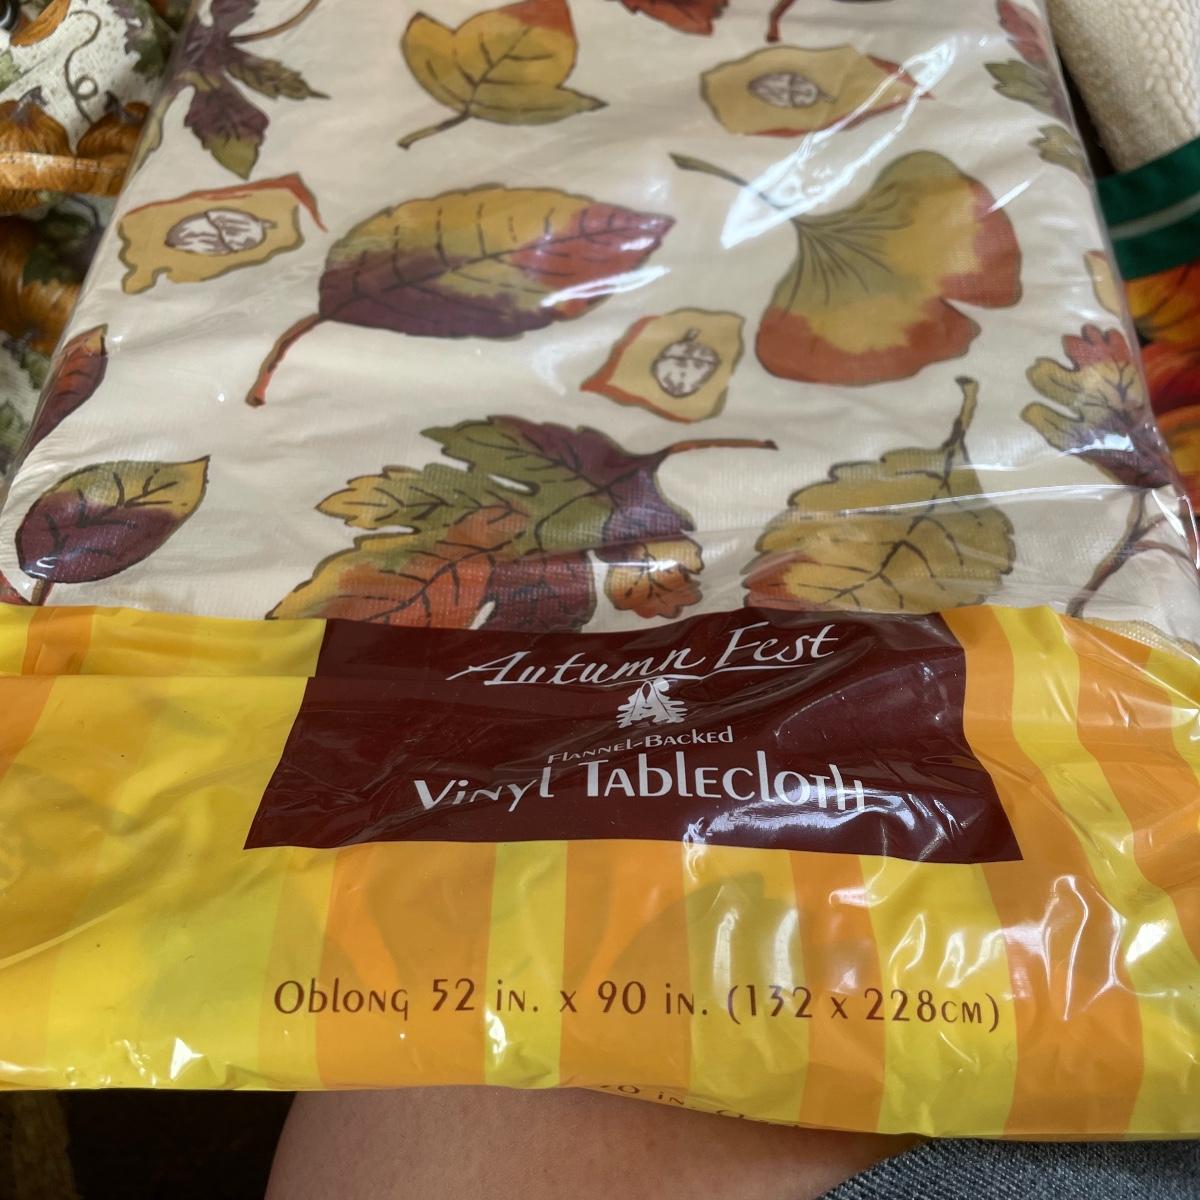 Autumn Fest
Flannel-Backed
Vinyl Tablecloth
Oblong 52 in. x 90 in. (132 x 228cm)